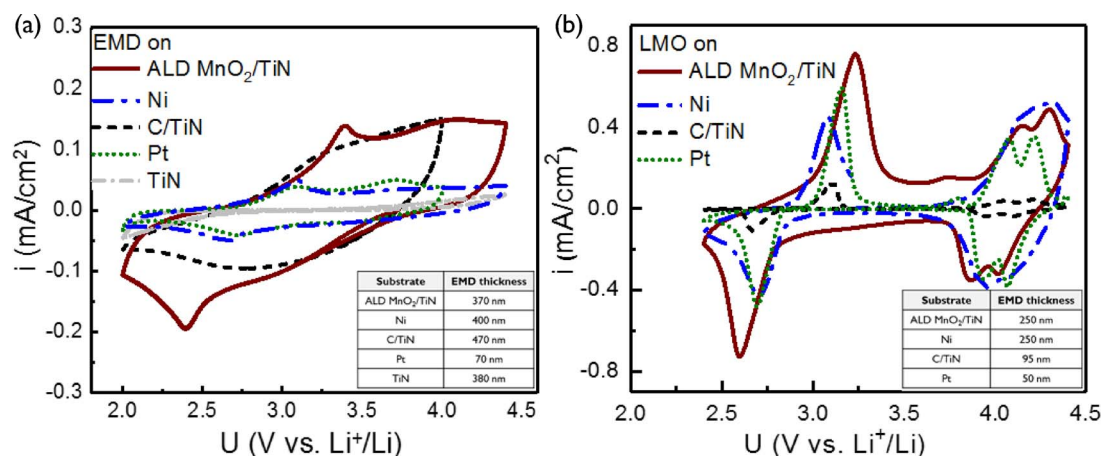 (a)
0.3
0.2
0.1
0.0
-0.1
-0.2
-0.3
i (mA/cm²)
EMD on
ALD MnO₂/TiN
Ni
C/TiN
Pt
TiN
Substrate EMD thickness
ALD MnO₂/TiN 370 nm
Ni 400 nm
C/TiN 470 nm
Pt 70 nm
TiN 380 nm
2.0 2.5 3.0 3.5 4.0 4.5
U (V vs. Li⁺/Li)
(b)
0.8
0.4
0.0
-0.4
-0.8
i (mA/cm²)
LMO on
ALD MnO₂/TiN
Ni
C/TiN
Pt
Substrate EMD thickness
ALD MnO₂/TiN 250 nm
Ni 250 nm
C/TiN 95 nm
Pt 50 nm
2.0 2.5 3.0 3.5 4.0 4.5
U (V vs. Li⁺/Li)